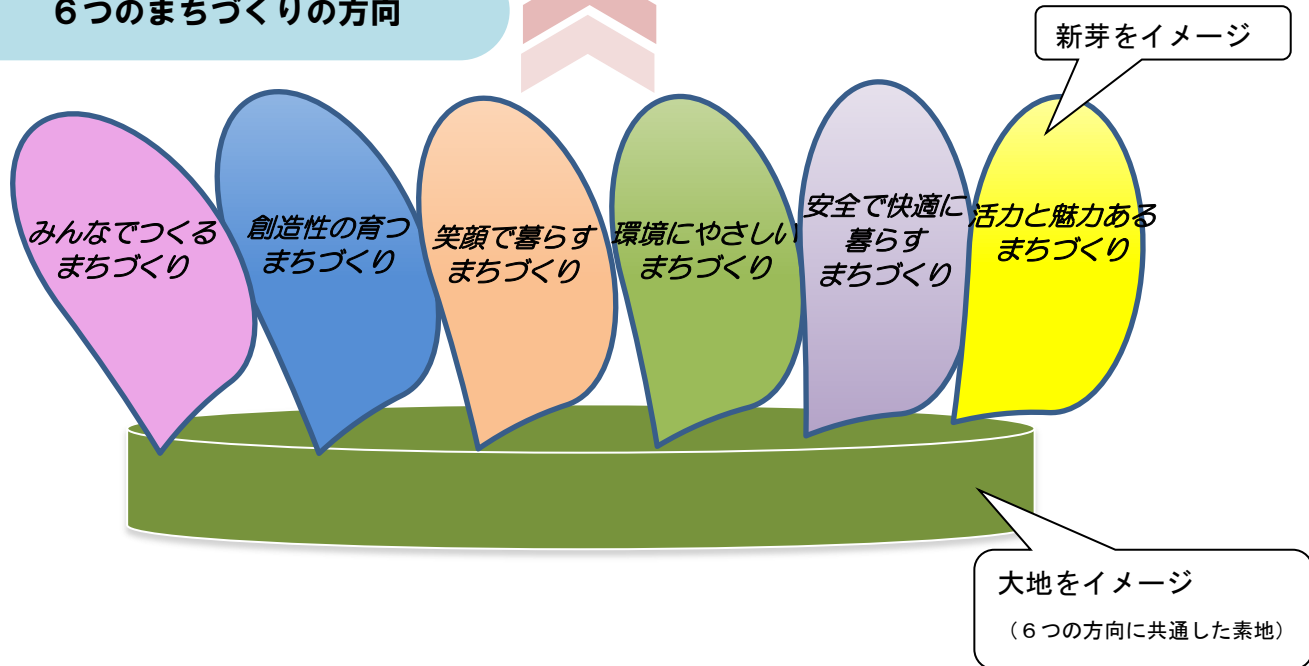 ６つのまちづくりの方向
新芽をイメージ
みんなでつくる
まちづくり
創造性の育つ
まちづくり
笑顔で暮らす
まちづくり
環境にやさしい
まちづくり
安全で快適に
暮らす
まちづくり
活力と魅力ある
まちづくり
大地をイメージ
（６つの方向に共通した素地）